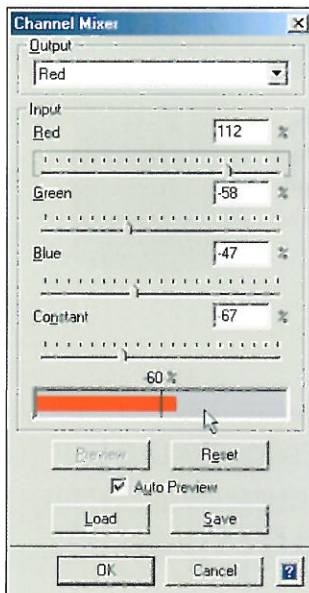 Channel Mixer
Output
Red
Input
Red 112 %
Green -58 %
Blue -47 %
Constant -67 %
-60 %
Preview Reset
Auto Preview
Load Save
OK Cancel ?